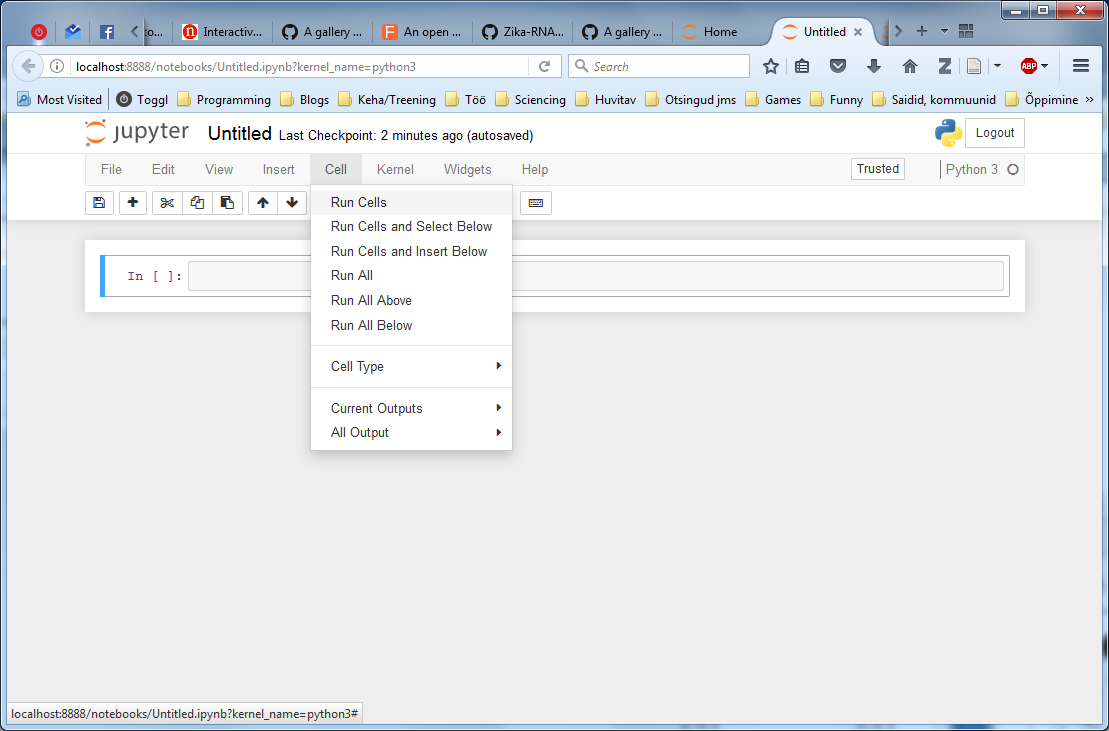 to... Interactiv... A gallery ... An open ... Zika-RNA... A gallery ... Home Untitled
localhost:8888/notebooks/Untitled.ipynb?kernel_name=python3 Search Z ABP
Most Visited Toggl Programming Blogs Keha/Treening Töö Sciencing Huvitav Otsingud jms Games Funny Saidid, kommuunid Õppimine »
jupyter Untitled Last Checkpoint: 2 minutes ago (autosaved) Logout
File Edit View Insert Cell Kernel Widgets Help Trusted Python 3
Run Cells
Run Cells and Select Below
Run Cells and Insert Below
In [ ]:
Run All
Run All Above
Run All Below
Cell Type
Current Outputs
All Output
localhost:8888/notebooks/Untitled.ipynb?kernel_name=python3#